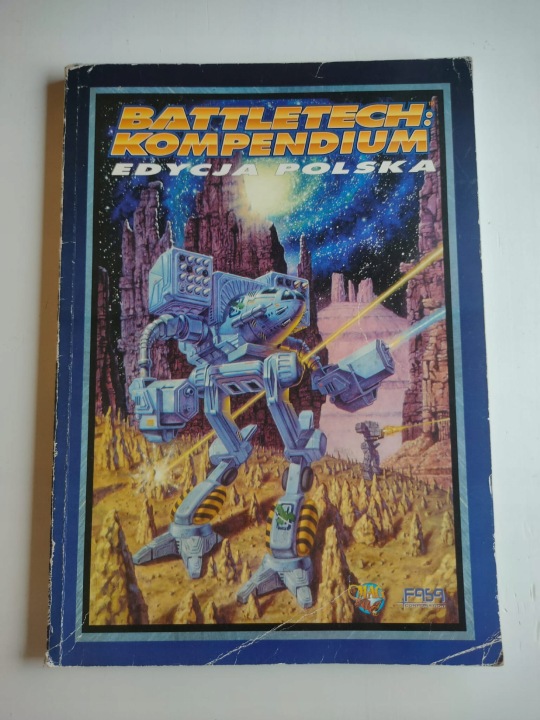 BATTLETECH:
KOMPENDIUM
EDYCJA POLSKA
FASA